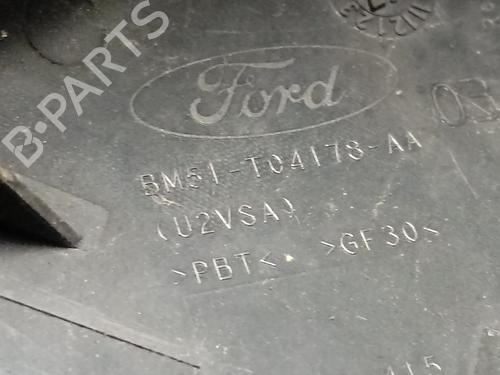 B-PARTS
Ford
BM51-T04178-AA
(U2VSA)
>PBT< >GF30<